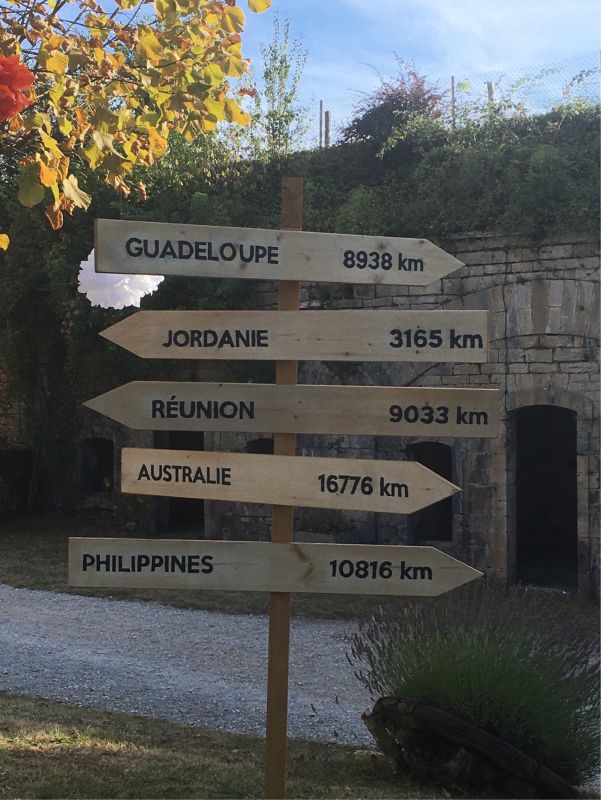 GUADELOUPE 8938 km
JORDANIE 3165 km
RÉUNION 9033 km
AUSTRALIE 16776 km
PHILIPPINES 10816 km